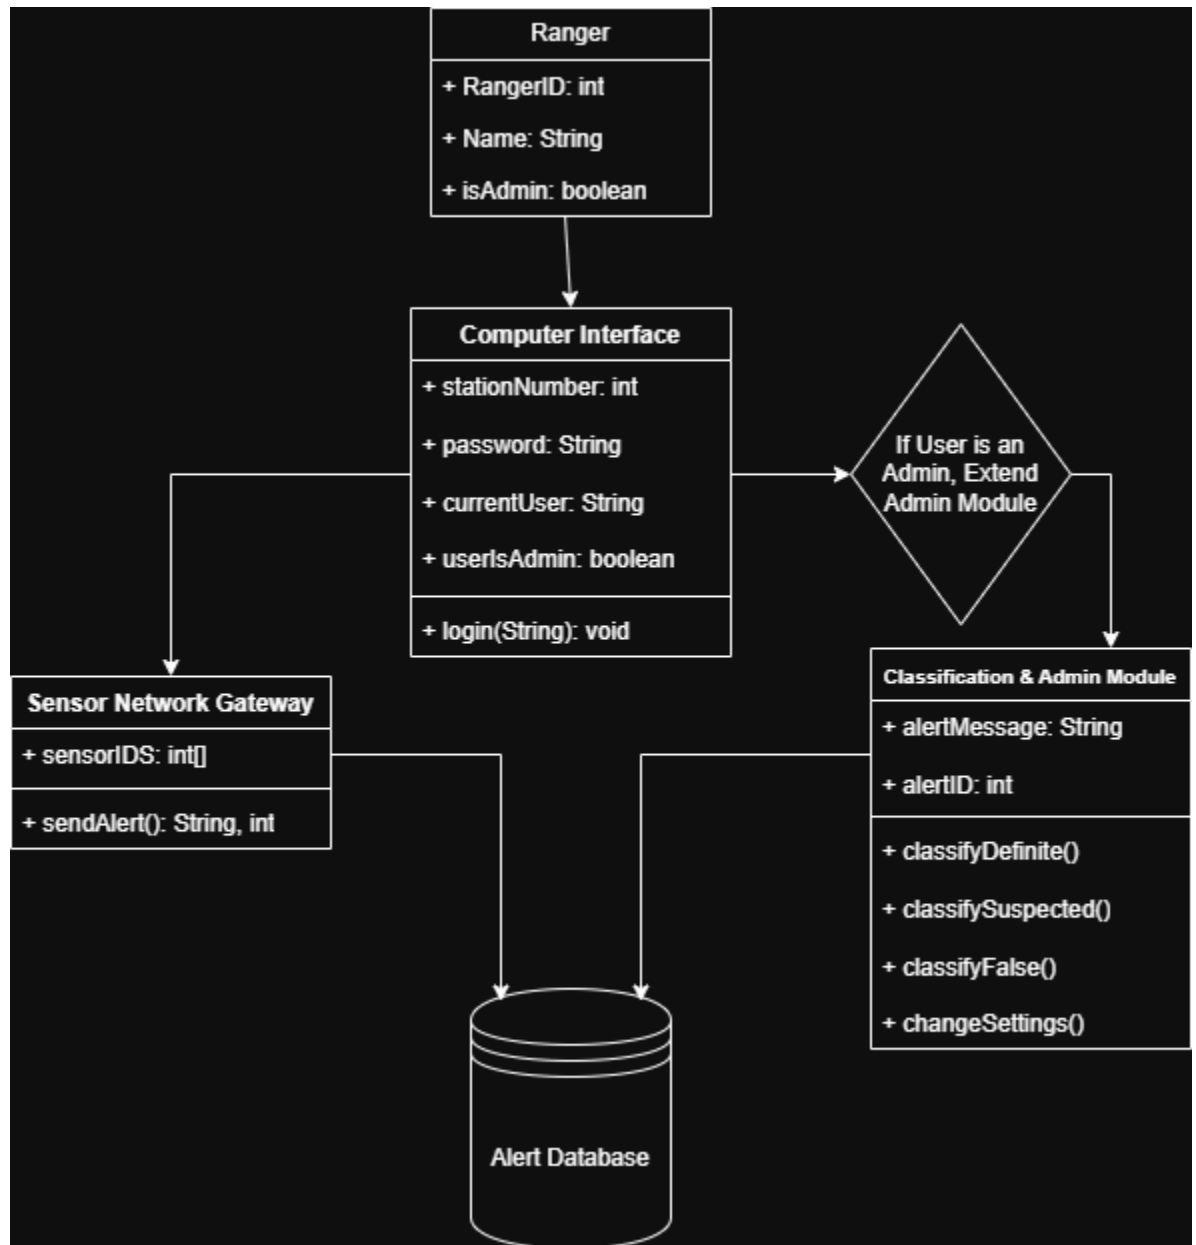 Ranger
+ RangerID: int
+ Name: String
+ isAdmin: boolean
Computer Interface
+ stationNumber: int
+ password: String
+ currentUser: String
+ userIsAdmin: boolean
+ login(String): void
If User is an
Admin, Extend
Admin Module
Sensor Network Gateway
+ sensorIDS: int[]
+ sendAlert(): String, int
Classification & Admin Module
+ alertMessage: String
+ alertID: int
+ classifyDefinite()
+ classifySuspected()
+ classifyFalse()
+ changeSettings()
Alert Database